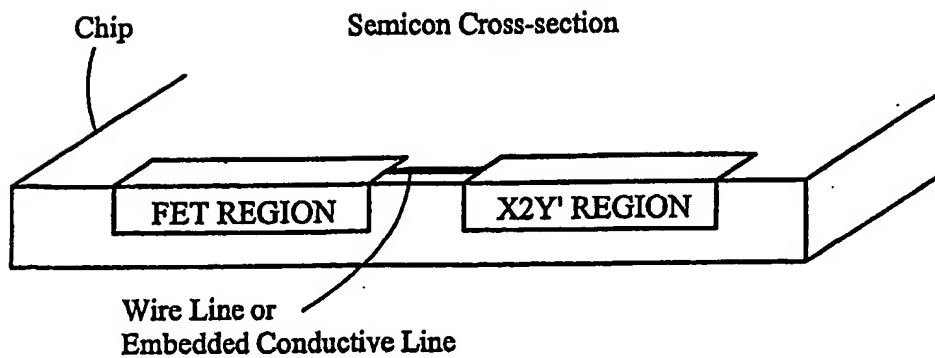 Chip
Semicon Cross-section
FET REGION
X2Y' REGION
Wire Line or
Embedded Conductive Line